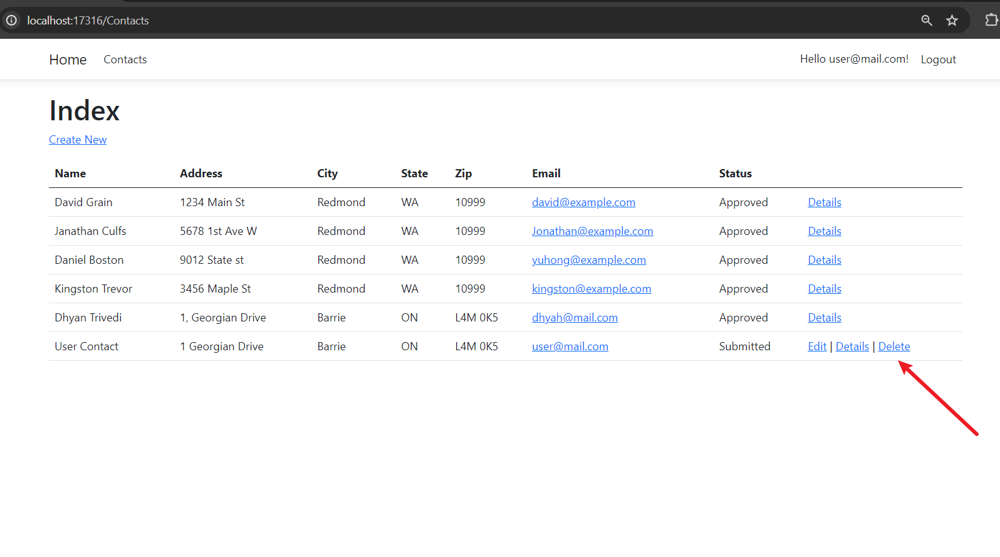 localhost:17316/Contacts
Home Contacts Hello user@mail.com! Logout
Index
Create New
Name Address City State Zip Email Status
David Grain 1234 Main St Redmond WA 10999 david@example.com Approved Details
Janathan Culfs 5678 1st Ave W Redmond WA 10999 Jonathan@example.com Approved Details
Daniel Boston 9012 State st Redmond WA 10999 yuhong@example.com Approved Details
Kingston Trevor 3456 Maple St Redmond WA 10999 kingston@example.com Approved Details
Dhyan Trivedi 1, Georgian Drive Barrie ON L4M 0K5 dhyah@mail.com Approved Details
User Contact 1 Georgian Drive Barrie ON L4M 0K5 user@mail.com Submitted Edit | Details | Delete